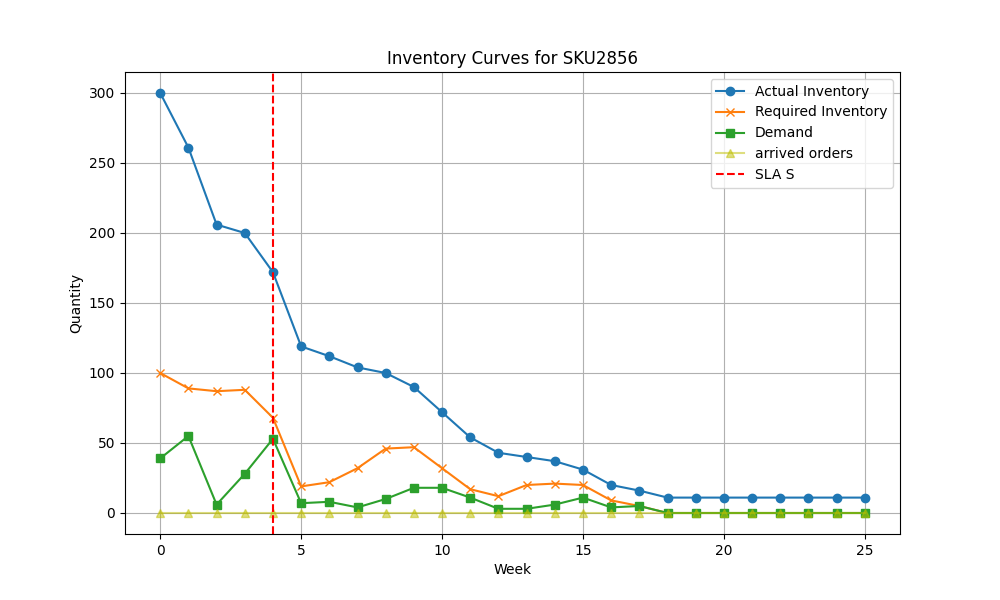 Inventory Curves for SKU2856
Actual Inventory
Required Inventory
Demand
arrived orders
SLA S
300
250
200
150
100
50
0
Quantity
0 5 10 15 20 25
Week